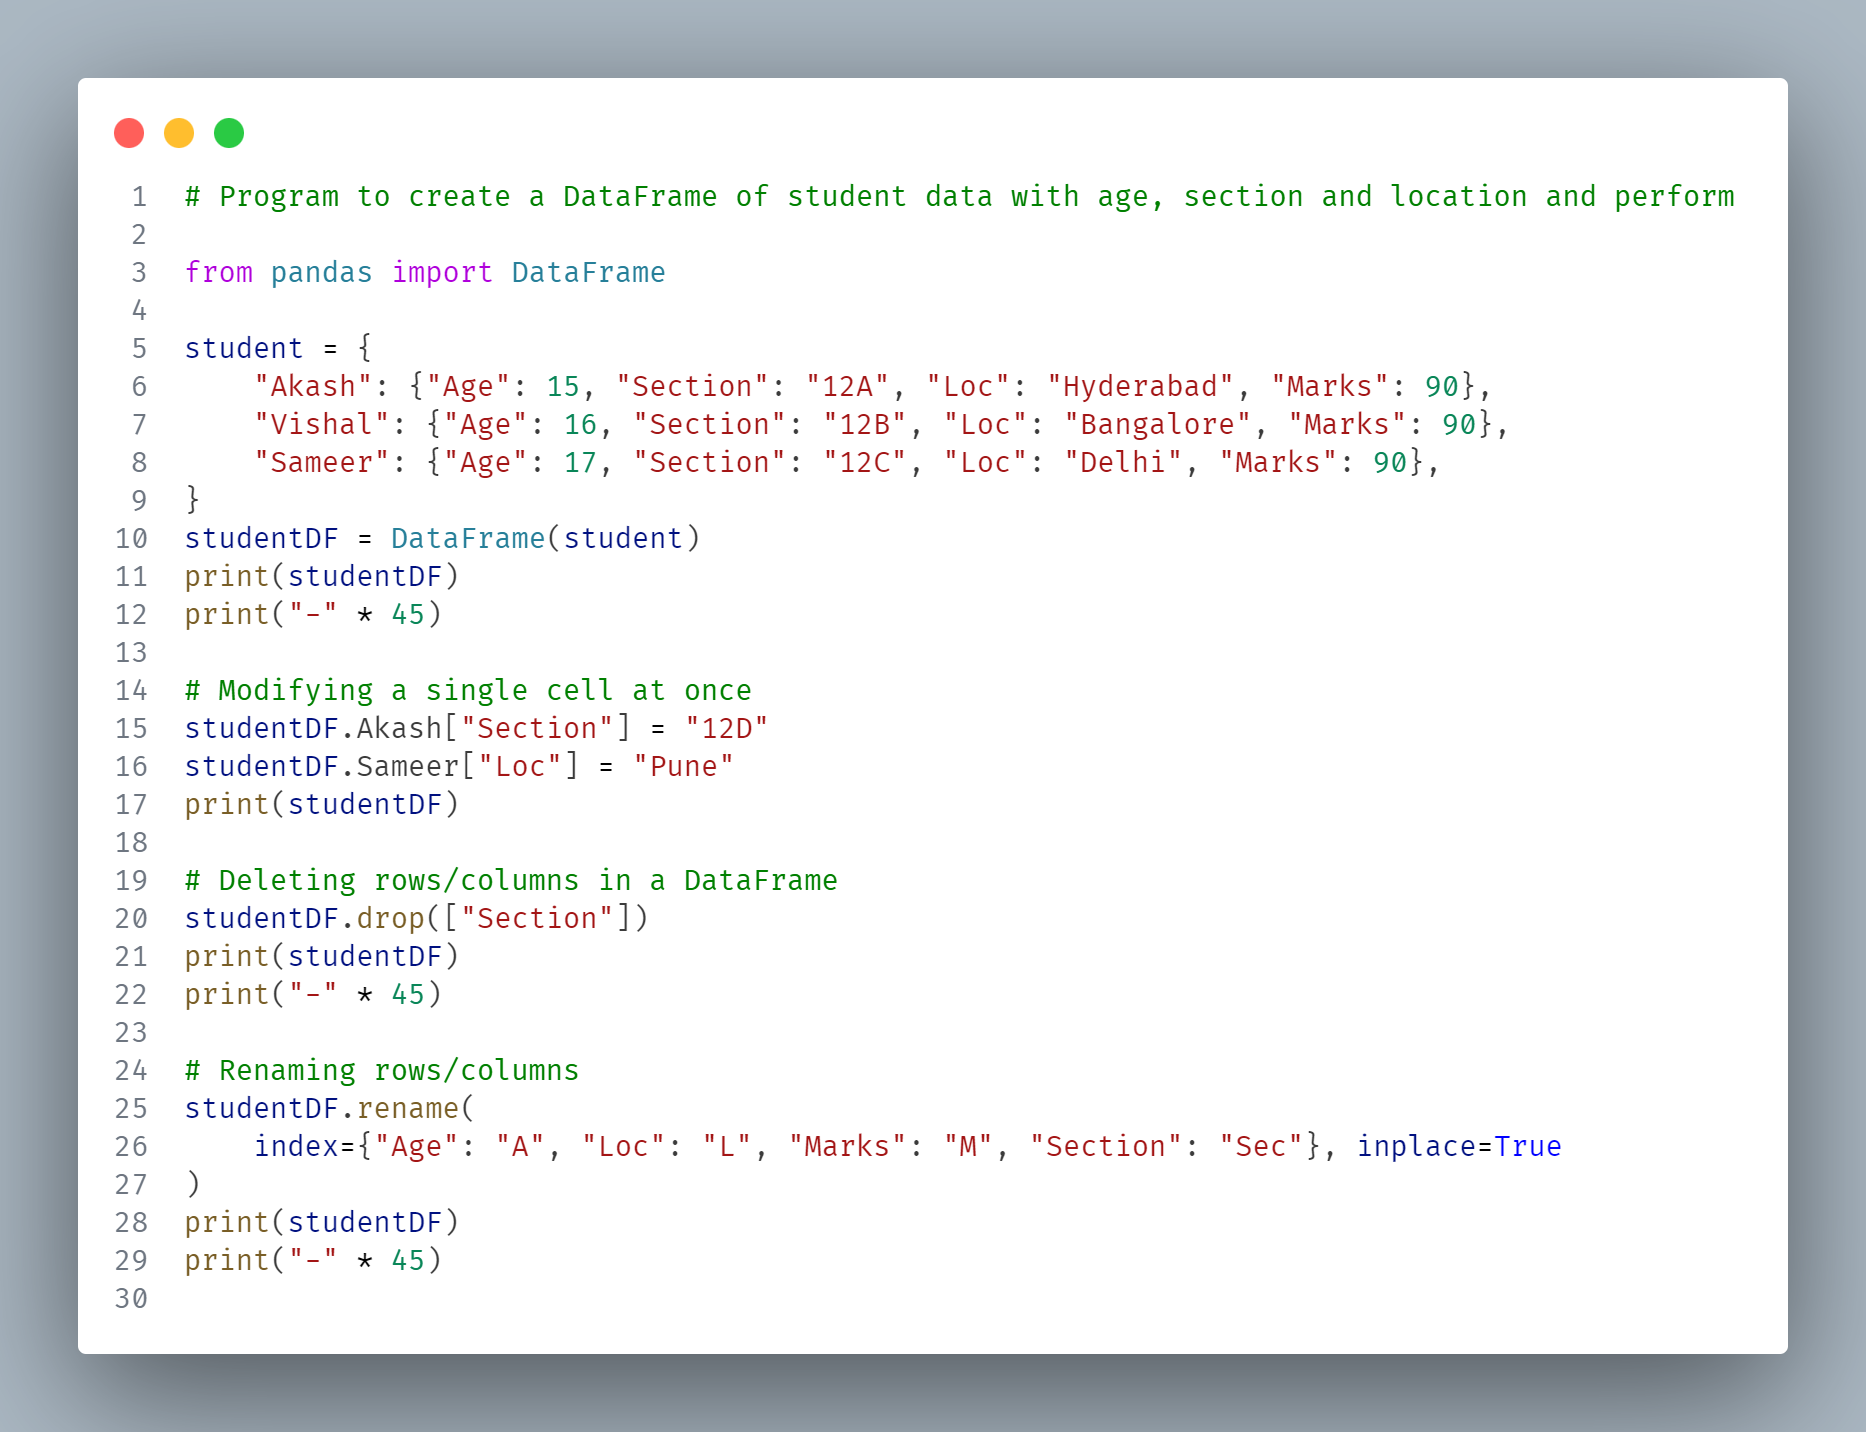 1 # Program to create a DataFrame of student data with age, section and location and perform
2
3 from pandas import DataFrame
4
5 student = {
6     "Akash": {"Age": 15, "Section": "12A", "Loc": "Hyderabad", "Marks": 90},
7     "Vishal": {"Age": 16, "Section": "12B", "Loc": "Bangalore", "Marks": 90},
8     "Sameer": {"Age": 17, "Section": "12C", "Loc": "Delhi", "Marks": 90},
9 }
10 studentDF = DataFrame(student)
11 print(studentDF)
12 print("-" * 45)
13
14 # Modifying a single cell at once
15 studentDF.Akash["Section"] = "12D"
16 studentDF.Sameer["Loc"] = "Pune"
17 print(studentDF)
18
19 # Deleting rows/columns in a DataFrame
20 studentDF.drop(["Section"])
21 print(studentDF)
22 print("-" * 45)
23
24 # Renaming rows/columns
25 studentDF.rename(
26     index={"Age": "A", "Loc": "L", "Marks": "M", "Section": "Sec"}, inplace=True
27 )
28 print(studentDF)
29 print("-" * 45)
30